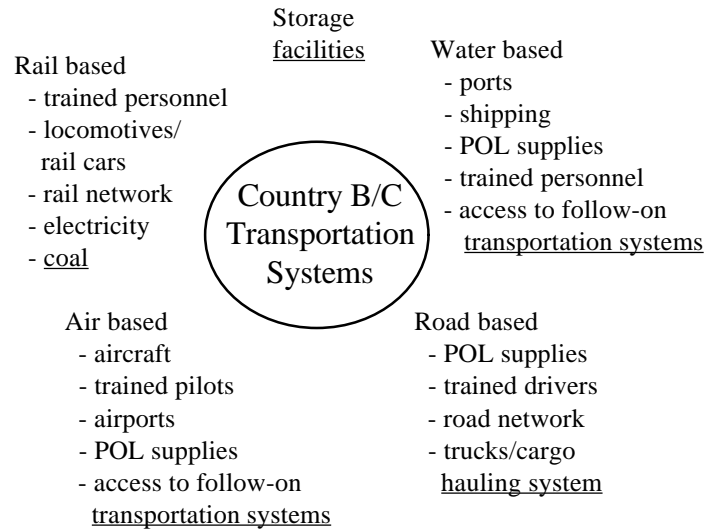 Storage
facilities
Rail based
- trained personnel
- locomotives/
rail cars
- rail network
- electricity
- coal
Water based
- ports
- shipping
- POL supplies
- trained personnel
- access to follow-on
transportation systems
Country B/C
Transportation
Systems
Air based
- aircraft
- trained pilots
- airports
- POL supplies
- access to follow-on
transportation systems
Road based
- POL supplies
- trained drivers
- road network
- trucks/cargo
hauling system